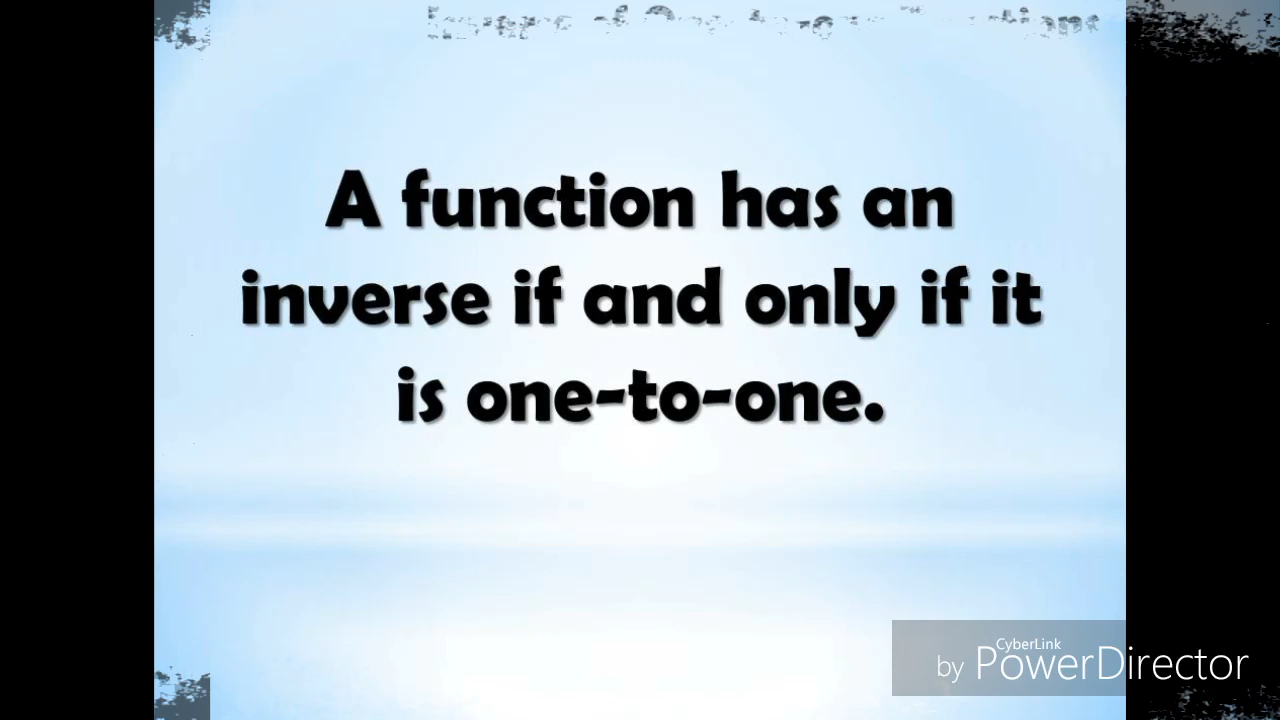 A function has an
inverse if and only if it
is one-to-one.
CyberLink
by PowerDirector